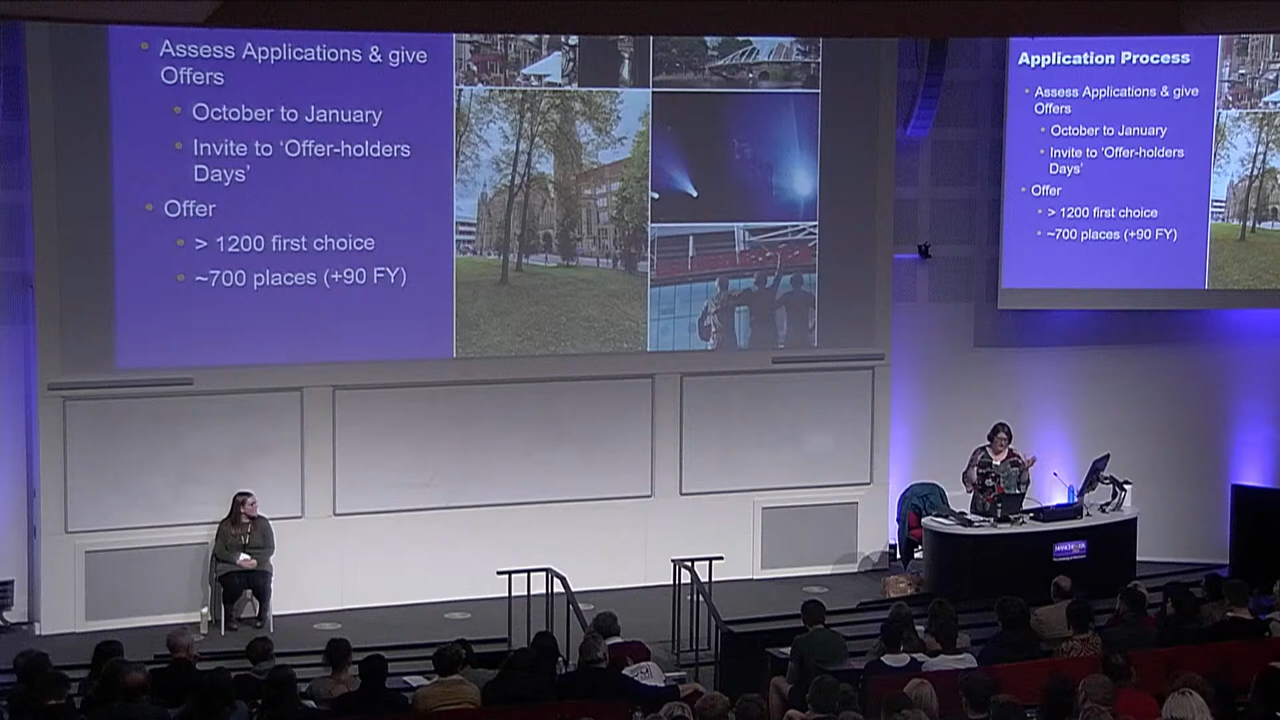 Assess Applications & give
Offers
October to January
Invite to ‘Offer-holders
Days’
Offer
> 1200 first choice
~700 places (+90 FY)
Application Process
Assess Applications & give
Offers
October to January
Invite to ‘Offer-holders
Days’
Offer
> 1200 first choice
~700 places (+90 FY)
MANCHESTER